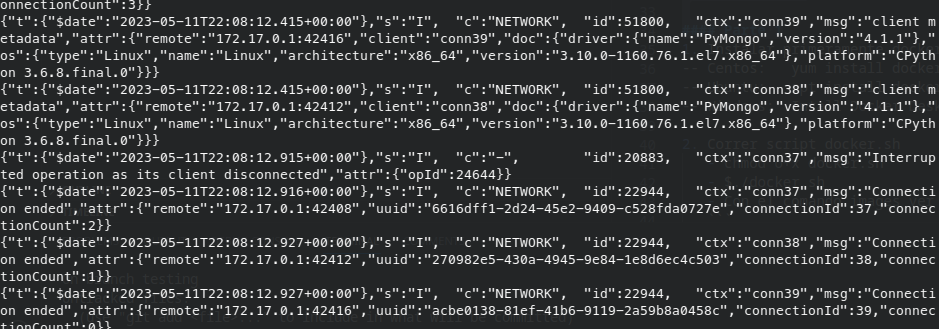 onnectionCount":3}}
{"t":{"$date":"2023-05-11T22:08:12.415+00:00"},"s":"I",  "c":"NETWORK",  "id":51800,   "ctx":"conn39","msg":"client m
etadata","attr":{"remote":"172.17.0.1:42416","client":"conn39","doc":{"driver":{"name":"PyMongo","version":"4.1.1"},"
os":{"type":"Linux","name":"Linux","architecture":"x86_64","version":"3.10.0-1160.76.1.el7.x86_64"},"platform":"CPyth
on 3.6.8.final.0"}}}
{"t":{"$date":"2023-05-11T22:08:12.415+00:00"},"s":"I",  "c":"NETWORK",  "id":51800,   "ctx":"conn38","msg":"client m
etadata","attr":{"remote":"172.17.0.1:42412","client":"conn38","doc":{"driver":{"name":"PyMongo","version":"4.1.1"},"
os":{"type":"Linux","name":"Linux","architecture":"x86_64","version":"3.10.0-1160.76.1.el7.x86_64"},"platform":"CPyth
on 3.6.8.final.0"}}}
{"t":{"$date":"2023-05-11T22:08:12.915+00:00"},"s":"I",  "c":"-",        "id":20883,   "ctx":"conn37","msg":"Interrup
ted operation as its client disconnected","attr":{"opId":24644}}
{"t":{"$date":"2023-05-11T22:08:12.916+00:00"},"s":"I",  "c":"NETWORK",  "id":22944,   "ctx":"conn37","msg":"Connecti
on ended","attr":{"remote":"172.17.0.1:42408","uuid":"6616dff1-2d24-45e2-9409-c528fda0727e","connectionId":37,"connec
tionCount":2}}
{"t":{"$date":"2023-05-11T22:08:12.927+00:00"},"s":"I",  "c":"NETWORK",  "id":22944,   "ctx":"conn38","msg":"Connecti
on ended","attr":{"remote":"172.17.0.1:42412","uuid":"270982e5-430a-4945-9e84-1e8d6ec4c503","connectionId":38,"connec
tionCount":1}}
{"t":{"$date":"2023-05-11T22:08:12.927+00:00"},"s":"I",  "c":"NETWORK",  "id":22944,   "ctx":"conn39","msg":"Connecti
on ended","attr":{"remote":"172.17.0.1:42416","uuid":"acbe0138-81ef-41b6-9119-2a59b8a0458c","connectionId":39,"connec
tionCount":0}}